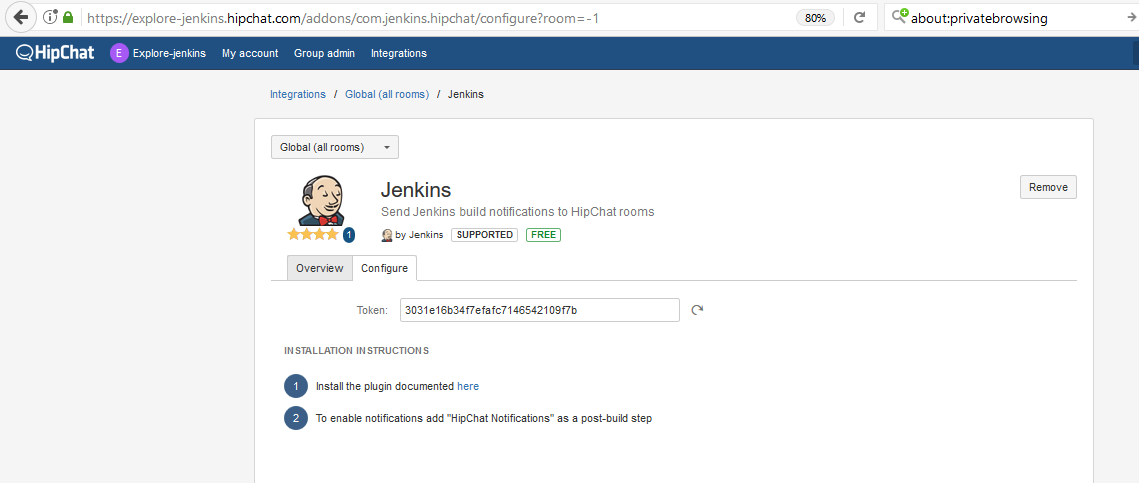 https://explore-jenkins.hipchat.com/addons/com.jenkins.hipchat/configure?room=-1 80% about:privatebrowsing
HipChat E Explore-jenkins My account Group admin Integrations
Integrations / Global (all rooms) / Jenkins
Global (all rooms)
Jenkins
Remove
Send Jenkins build notifications to HipChat rooms
1 by Jenkins SUPPORTED FREE
Overview Configure
Token: 3031e16b34f7efafc7146542109f7b
INSTALLATION INSTRUCTIONS
1 Install the plugin documented here
2 To enable notifications add "HipChat Notifications" as a post-build step